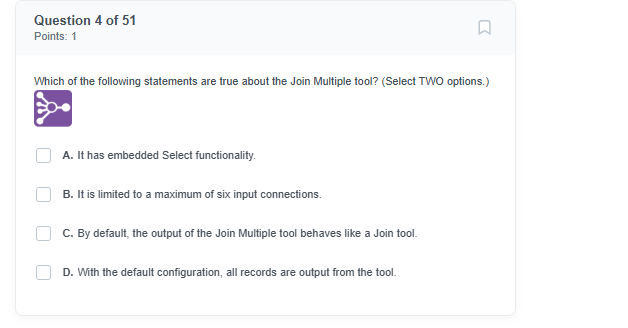 Question 4 of 51
Points: 1
Which of the following statements are true about the Join Multiple tool? (Select TWO options.)
A. It has embedded Select functionality.
B. It is limited to a maximum of six input connections.
C. By default, the output of the Join Multiple tool behaves like a Join tool.
D. With the default configuration, all records are output from the tool.